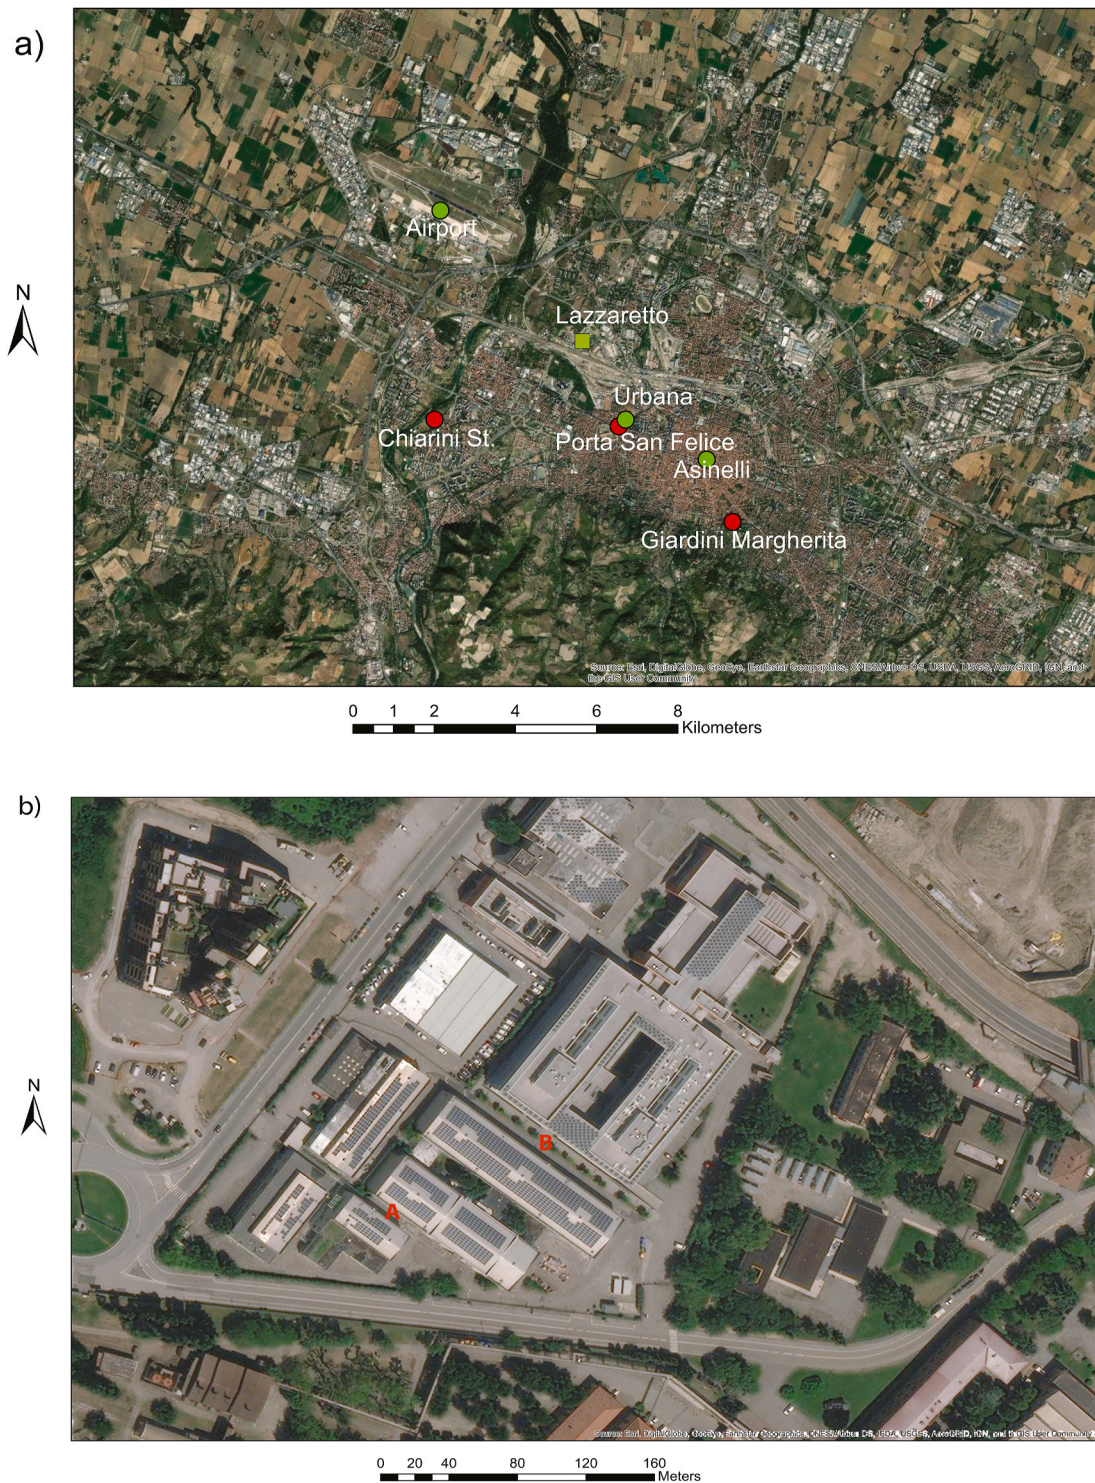 a)
Airport
N
Lazzaretto
Urbana
Chiarini St.
Porta San Felice
Asinelli
Giardini Margherita
Source: Esri, DigitalGlobe, GeoEye, Earthstar Geographics, CNES/Airbus DS, USDA, USGS, AeroGRID, IGN, and
the GIS User Community
0 1 2 4 6 8
Kilometers
b)
N
B
A
Source: Esri, DigitalGlobe, GeoEye, Earthstar Geographics, CNES/Airbus DS, USDA, USGS, AeroGRID, IGN, and the GIS User Community
0 20 40 80 120 160
Meters